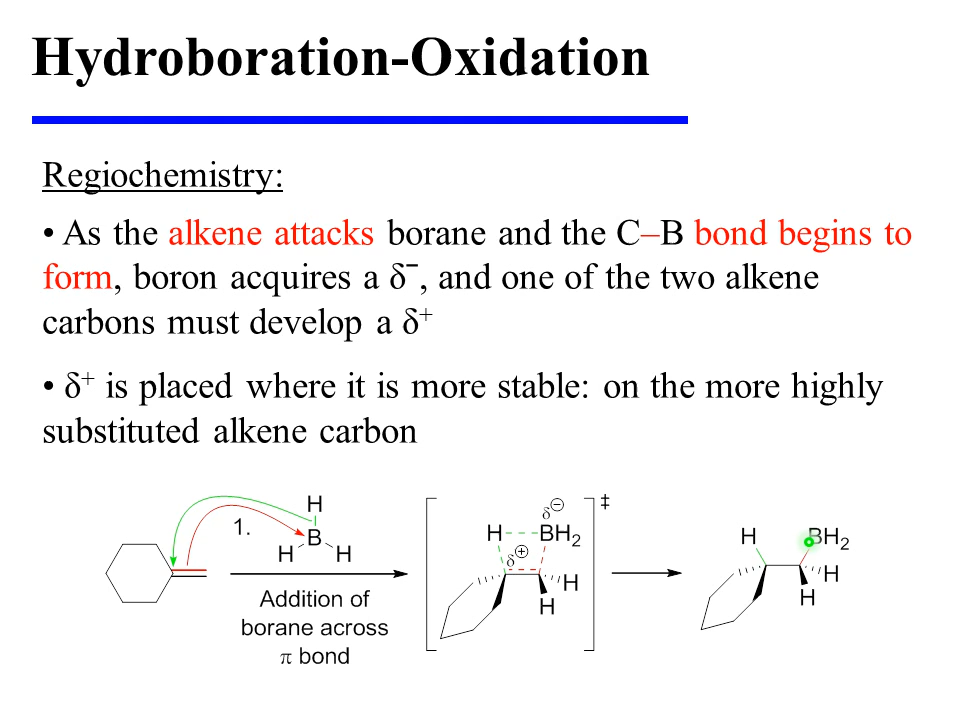 Hydroboration-Oxidation
Regiochemistry:
• As the alkene attacks borane and the C–B bond begins to
form, boron acquires a δ⁻, and one of the two alkene
carbons must develop a δ⁺
• δ⁺ is placed where it is more stable: on the more highly
substituted alkene carbon
1.
H
B
H H
Addition of
borane across
π bond
δ⊖
H BH₂
δ⊕
H
H
‡
H BH₂
H
H